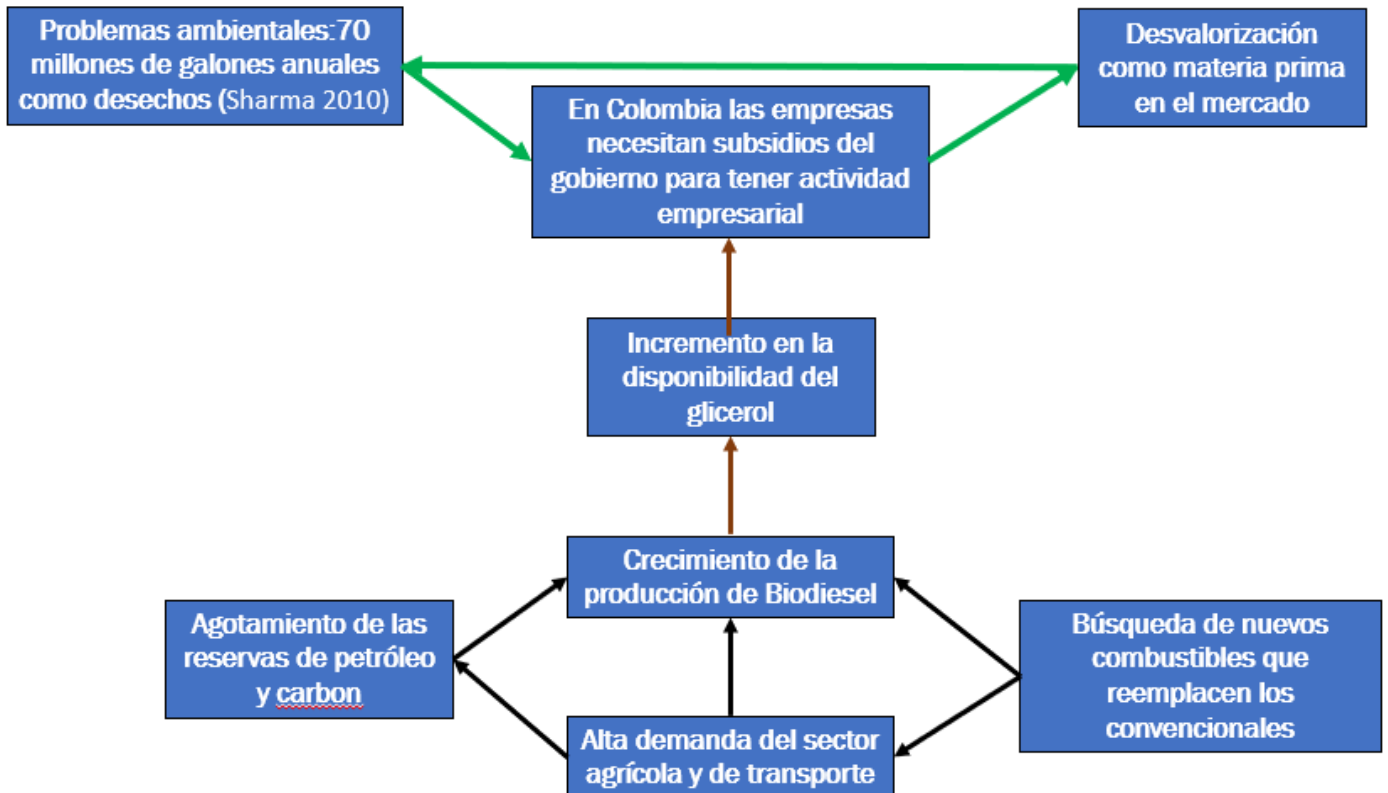 Problemas ambientales:70
millones de galones anuales
como desechos (Sharma 2010)
Desvalorización
como materia prima
en el mercado
En Colombia las empresas
necesitan subsidios del
gobierno para tener actividad
empresarial
Incremento en la
disponibilidad del
glicerol
Crecimiento de la
producción de Biodiesel
Agotamiento de las
reservas de petróleo
y carbon
Búsqueda de nuevos
combustibles que
reemplacen los
convencionales
Alta demanda del sector
agrícola y de transporte